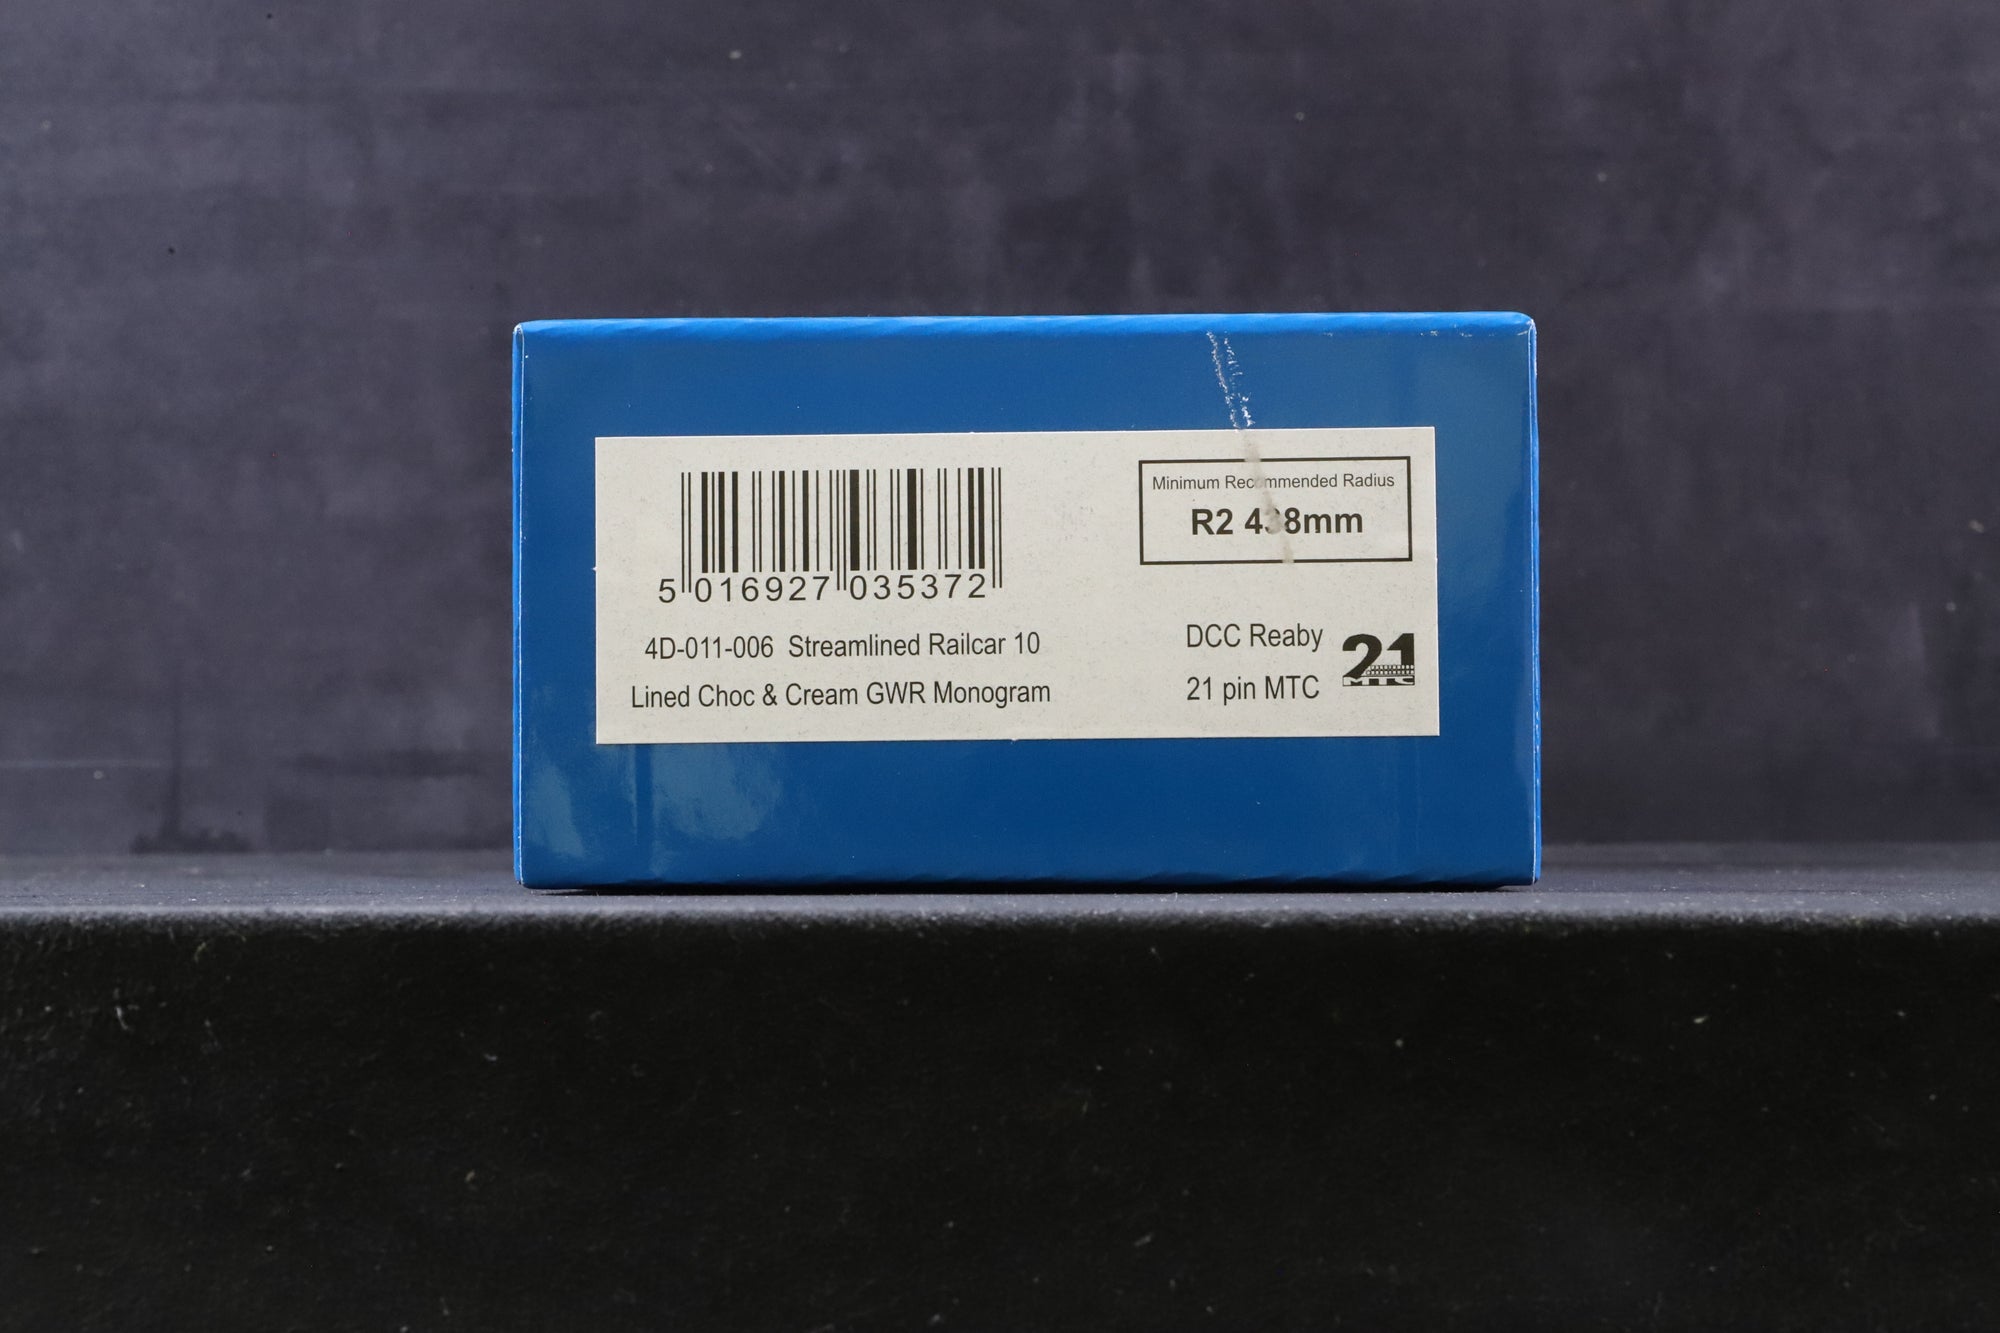 5 016927 035372
4D-011-006 Streamlined Railcar 10
Lined Choc & Cream GWR Monogram
Minimum Recommended Radius
R2 438mm
DCC Reaby
21 pin MTC
21
MTC